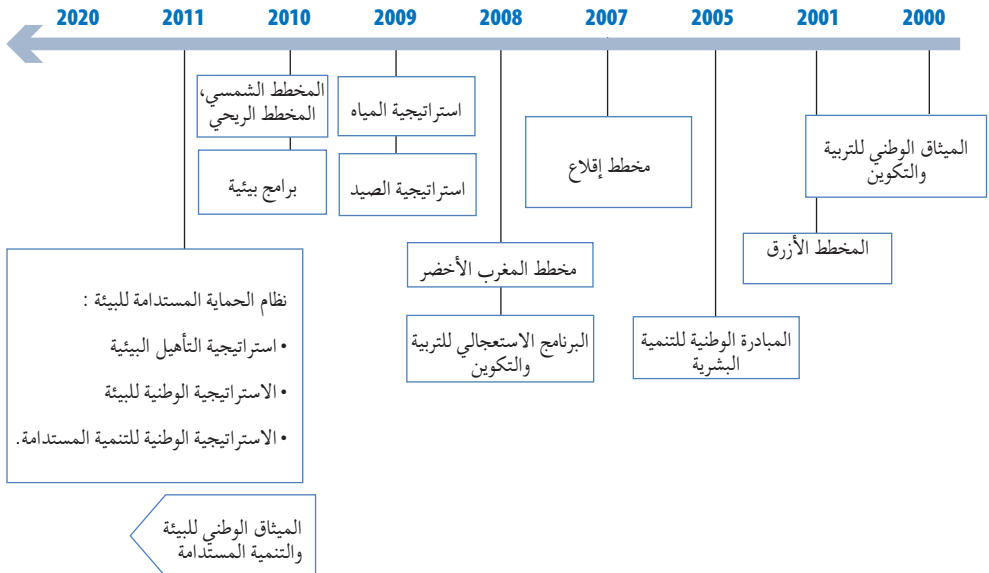 2000 2001 2005 2007 2008 2009 2010 2011 2020
الميثاق الوطني للتربية
والتكوين
المخطط الأزرق
المبادرة الوطنية للتنمية
البشرية
مخطط إقلاع
مخطط المغرب الأخضر
البرنامج الاستعجالي للتربية
والتكوين
استراتيجية المياه
استراتيجية الصيد
المخطط الشمسي،
المخطط الريحي
برامج بيئية
نظام الحماية المستدامة للبيئة :
• استراتيجية التأهيل البيئية
• الاستراتيجية الوطنية للبيئة
• الاستراتيجية الوطنية للتنمية المستدامة.
الميثاق الوطني للبيئة
والتنمية المستدامة